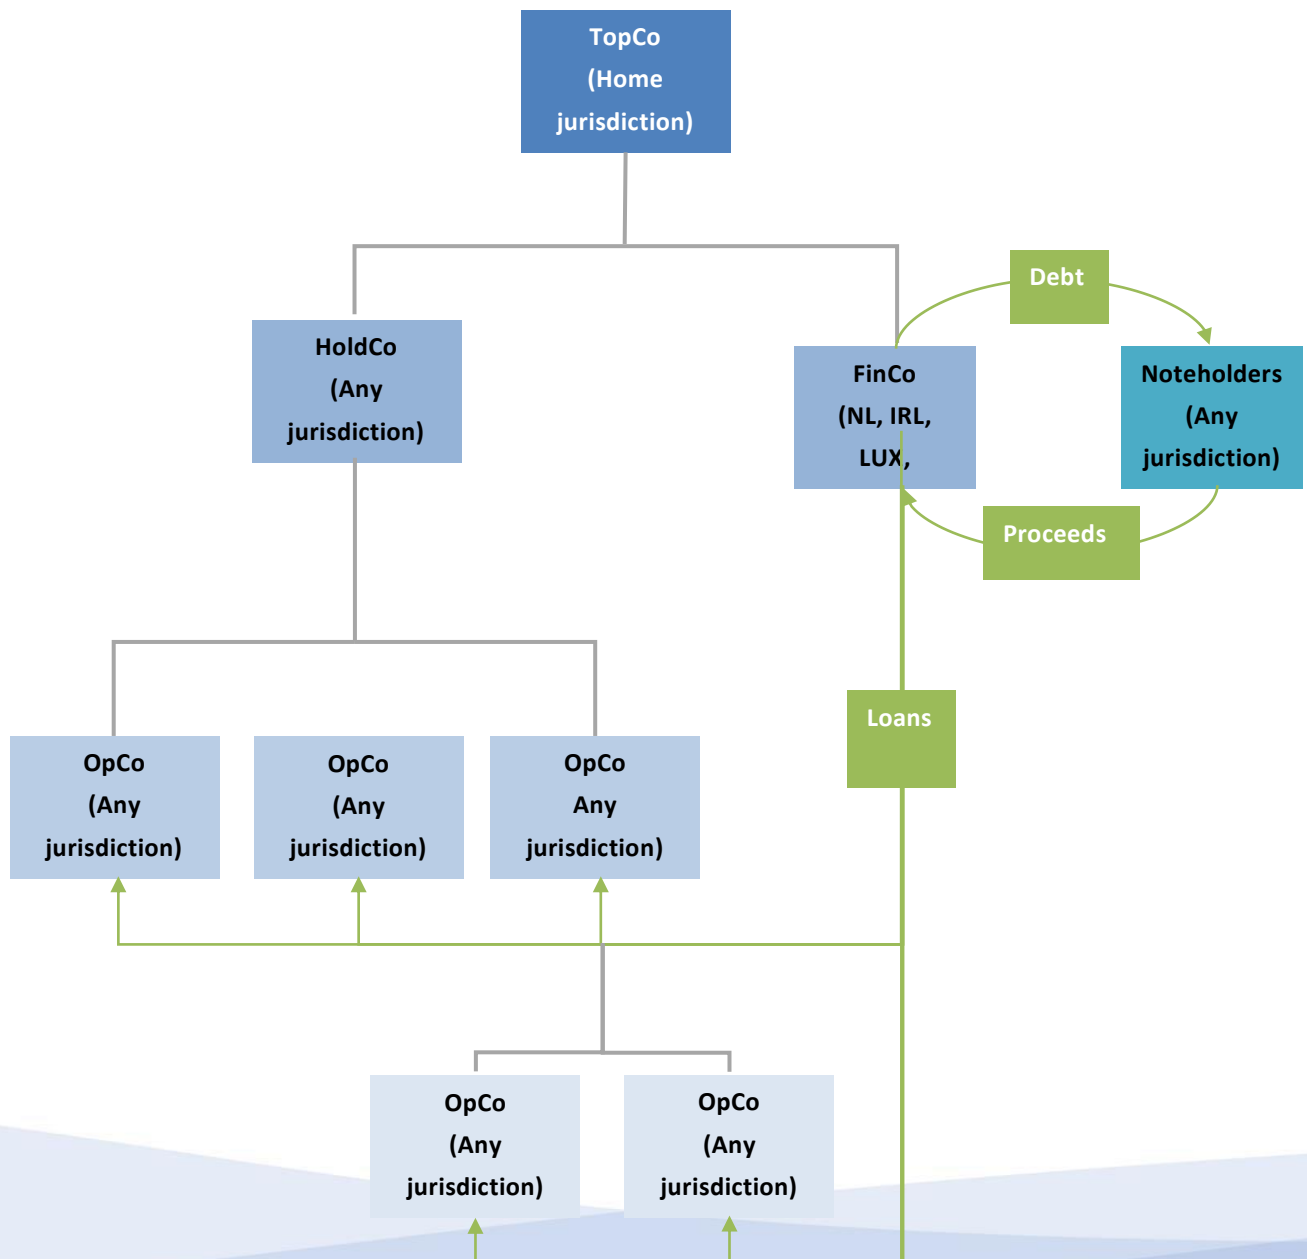 TopCo
(Home
jurisdiction)
Debt
HoldCo
(Any
jurisdiction)
FinCo
(NL, IRL,
LUX,
Noteholders
(Any
jurisdiction)
Proceeds
Loans
OpCo
(Any
jurisdiction)
OpCo
(Any
jurisdiction)
OpCo
Any
jurisdiction)
OpCo
(Any
jurisdiction)
OpCo
(Any
jurisdiction)